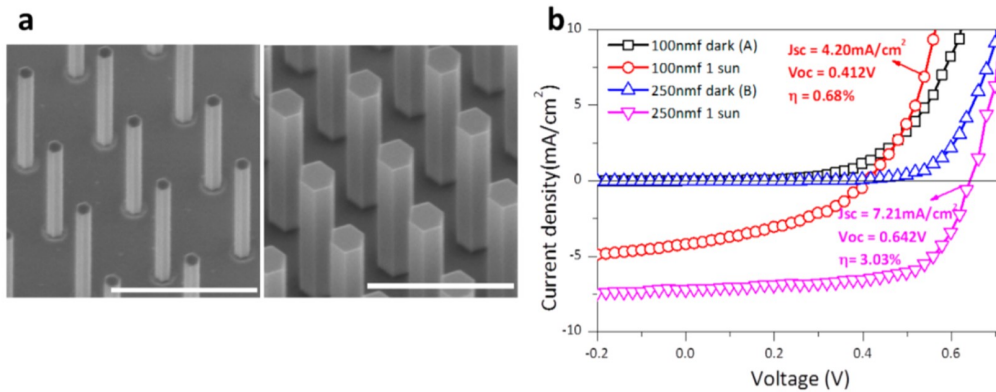 a
b
100nmf dark (A)
100nmf 1 sun
250nmf dark (B)
250nmf 1 sun
Jsc = 4.20mA/cm²
Voc = 0.412V
η = 0.68%
Jsc = 7.21mA/cm²
Voc = 0.642V
η= 3.03%
Current density(mA/cm²)
10
5
0
-5
-10
-0.2
0.0
0.2
0.4
0.6
Voltage (V)